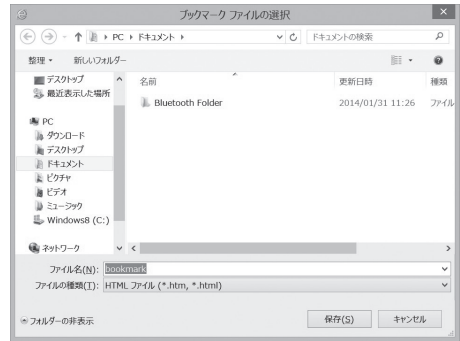 ブックマーク ファイルの選択
PC ▸ ドキュメント ▸
ドキュメントの検索
整理 新しいフォルダー
デスクトップ
最近表示した場所
PC
ダウンロード
デスクトップ
ドキュメント
ピクチャ
ビデオ
ミュージック
Windows8 (C:)
ネットワーク
名前 更新日時 種類
Bluetooth Folder 2014/01/31 11:26 ファイル
ファイル名(N): bookmark
ファイルの種類(T): HTML ファイル (*.htm, *.html)
フォルダーの非表示
保存(S) キャンセル